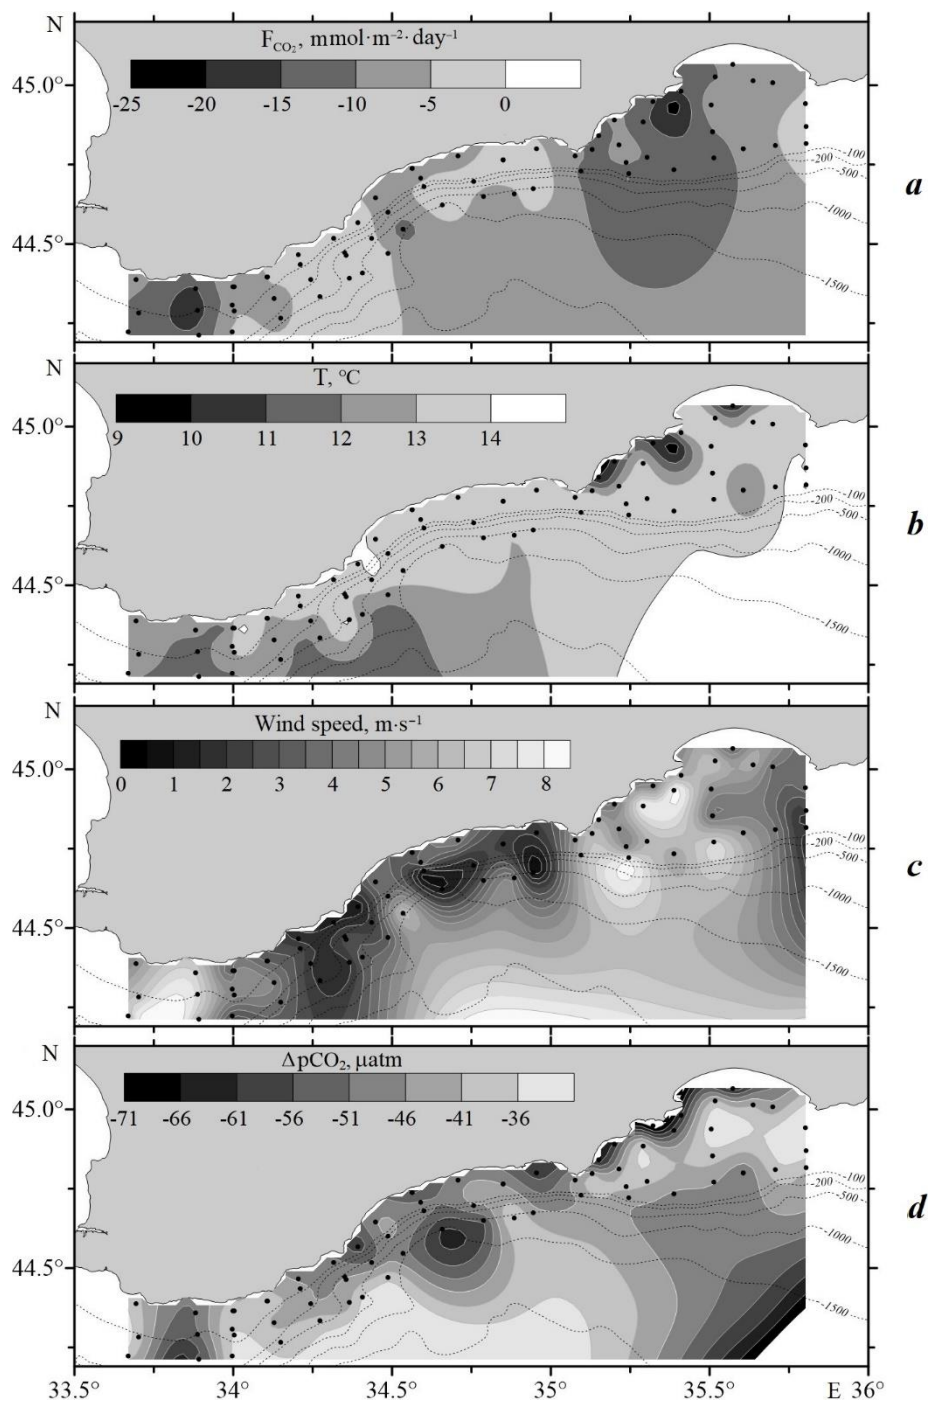 N
F_CO₂, mmol·m⁻²·day⁻¹
-25 -20 -15 -10 -5 0
45.0°
44.5°
-100
-200
-500
-1000
-1500
a
N
T, °C
9 10 11 12 13 14
45.0°
44.5°
-100
-200
-500
-1000
-1500
b
N
Wind speed, m·s⁻¹
0 1 2 3 4 5 6 7 8
45.0°
44.5°
-100
-200
-500
-1000
-1500
c
N
ΔpCO₂, µatm
-71 -66 -61 -56 -51 -46 -41 -36
45.0°
44.5°
-100
-200
-500
-1000
-1500
d
33.5° 34° 34.5° 35° 35.5° E 36°